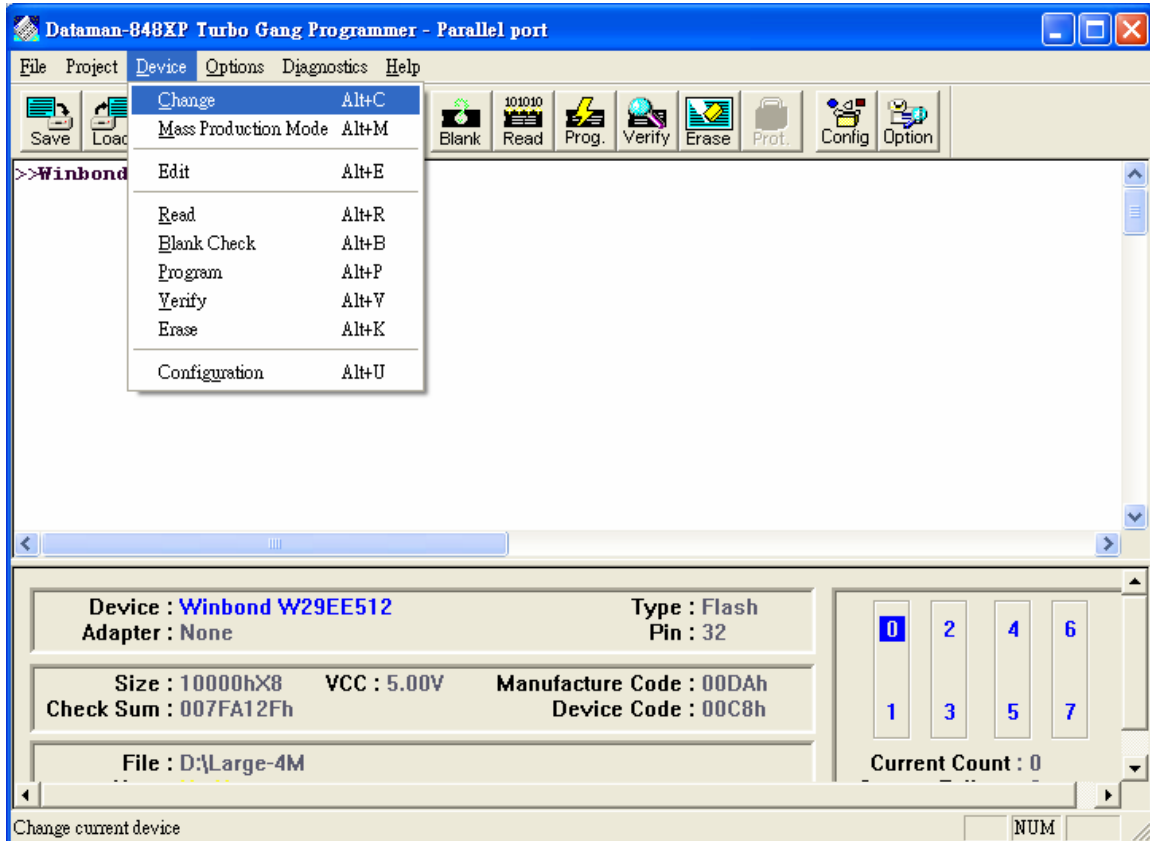 Dataman-848XP Turbo Gang Programmer - Parallel port
File Project Device Options Diagnostics Help
Change Alt+C
Mass Production Mode Alt+M
Edit Alt+E
Read Alt+R
Blank Check Alt+B
Program Alt+P
Verify Alt+V
Erase Alt+K
Configuration Alt+U
Save Load Blank 101010 Read Prog. Verify Erase Prot. Config Option
>>Winbond
Device : Winbond W29EE512 Type : Flash
Adapter : None Pin : 32
Size : 10000hX8 VCC : 5.00V Manufacture Code : 00DAh
Check Sum : 007FA12Fh Device Code : 00C8h
File : D:\Large-4M
0 2 4 6
1 3 5 7
Current Count : 0
Change current device NUM